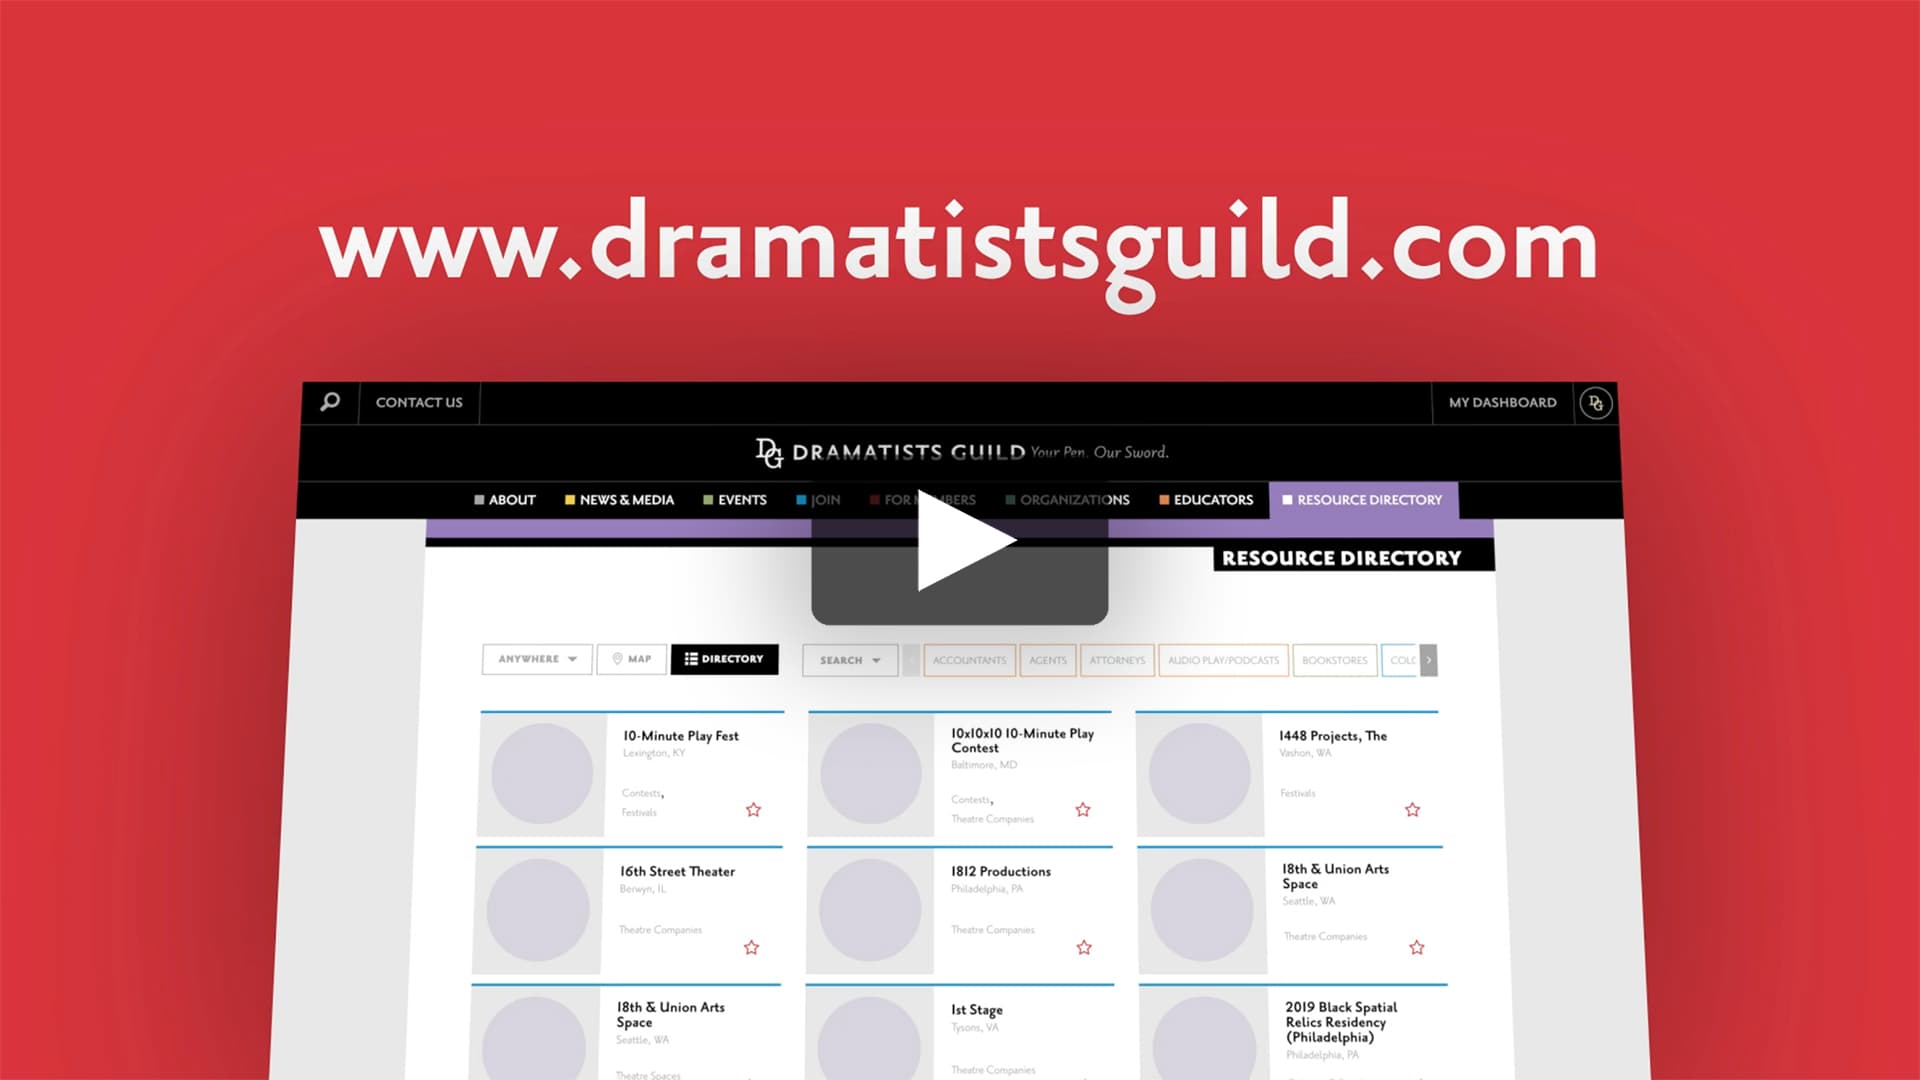 www.dramatistsguild.com
CONTACT US
MY DASHBOARD
DG
DG DRAMATISTS GUILD Your Pen. Our Sword.
ABOUT NEWS & MEDIA EVENTS JOIN FOR MEMBERS ORGANIZATIONS EDUCATORS RESOURCE DIRECTORY
RESOURCE DIRECTORY
ANYWHERE MAP DIRECTORY SEARCH ACCOUNTANTS AGENTS ATTORNEYS AUDIO PLAY/PODCASTS BOOKSTORES
10-Minute Play Fest
Lexington, KY
Contests,
Festivals
10x10x10 10-Minute Play
Contest
Baltimore, MD
Contests,
Theatre Companies
1448 Projects, The
Vashon, WA
Festivals
16th Street Theater
Berwyn, IL
Theatre Companies
1812 Productions
Philadelphia, PA
Theatre Companies
18th & Union Arts
Space
Seattle, WA
Theatre Companies
18th & Union Arts
Space
Seattle, WA
Theatre Spaces
1st Stage
Tysons, VA
Theatre Companies
2019 Black Spatial
Relics Residency
(Philadelphia)
Philadelphia, PA